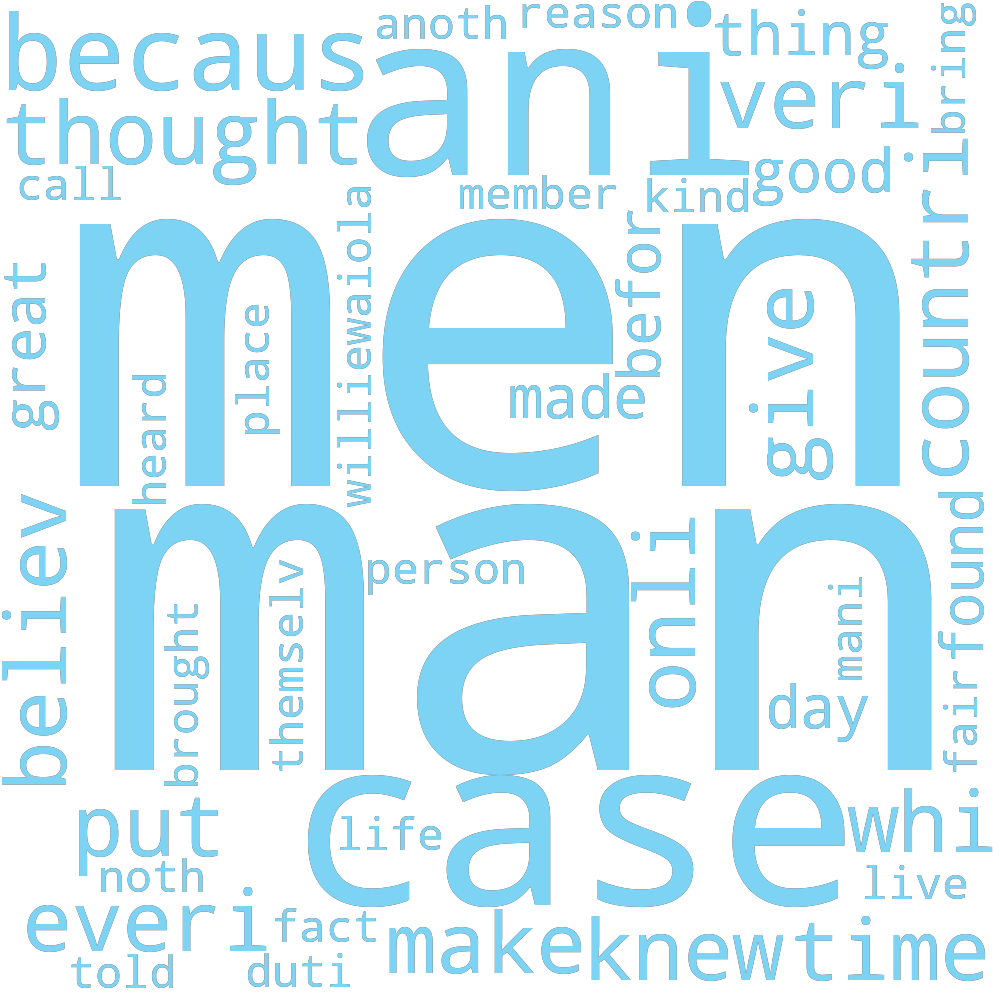 anoth
reason
thing
bring
becaus
ani
veri
thought
good
call
member
kind
countri
men
williewaiola
befor
great
place
give
made
heard
believ
man
onli
found
person
themselv
mani
brought
day
fair
case
put
life
whi
noth
live
everi
fact
make
knew
time
told
duti